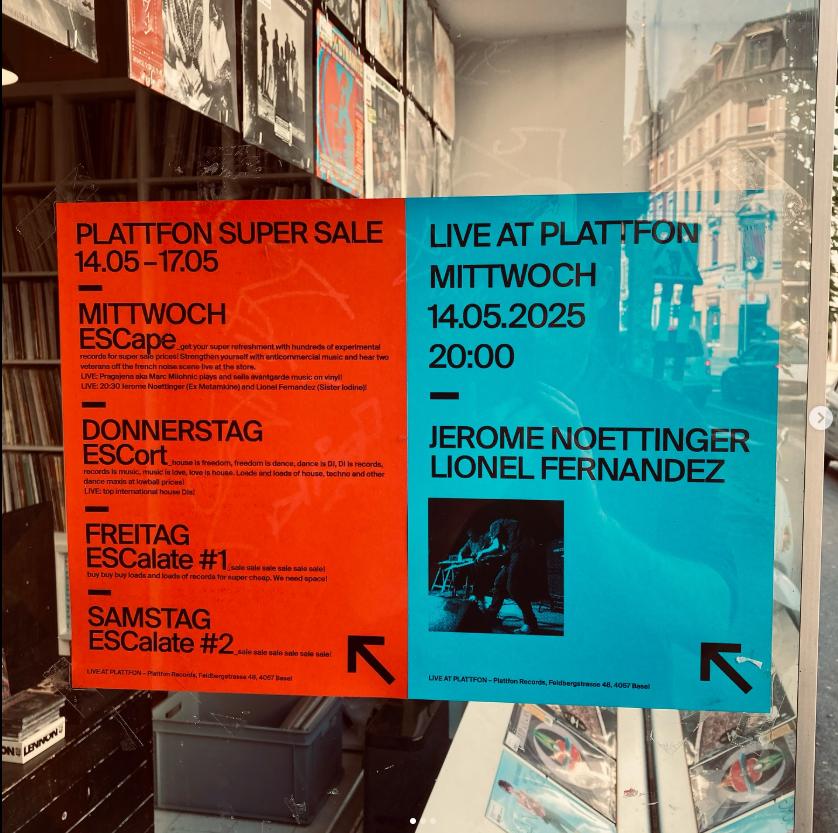 PLATTFON SUPER SALE
14.05–17.05
MITTWOCH
ESCape_get your super refreshment with hundreds of experimental
records for super sale prices! Strengthen yourself with anticommercial music and hear two
veterans off the french noise scene live at the store.
LIVE: Pragajena aka Marc Milohnic plays and sells avantgarde music on vinyl!
LIVE: 20:30 Jerome Noettinger (Ex Metamkine) and Lionel Fernandez (Sister Iodine)!
DONNERSTAG
ESCort_house is freedom, freedom is dance, dance is DJ, DJ is records,
records is music, music is love, love is house. Loads and loads of house, techno and other
dance maxis at lowball prices!
LIVE: top international house DJs!
FREITAG
ESCalate #1_sale sale sale sale sale sale!
buy buy buy loads and loads of records for super cheap. We need space!
SAMSTAG
ESCalate #2_sale sale sale sale sale sale!
LIVE AT PLATTFON – Plattfon Records, Feldbergstrasse 48, 4057 Basel
LIVE AT PLATTFON
MITTWOCH
14.05.2025
20:00
JEROME NOETTINGER
LIONEL FERNANDEZ
LIVE AT PLATTFON – Plattfon Records, Feldbergstrasse 48, 4057 Basel
LENNON